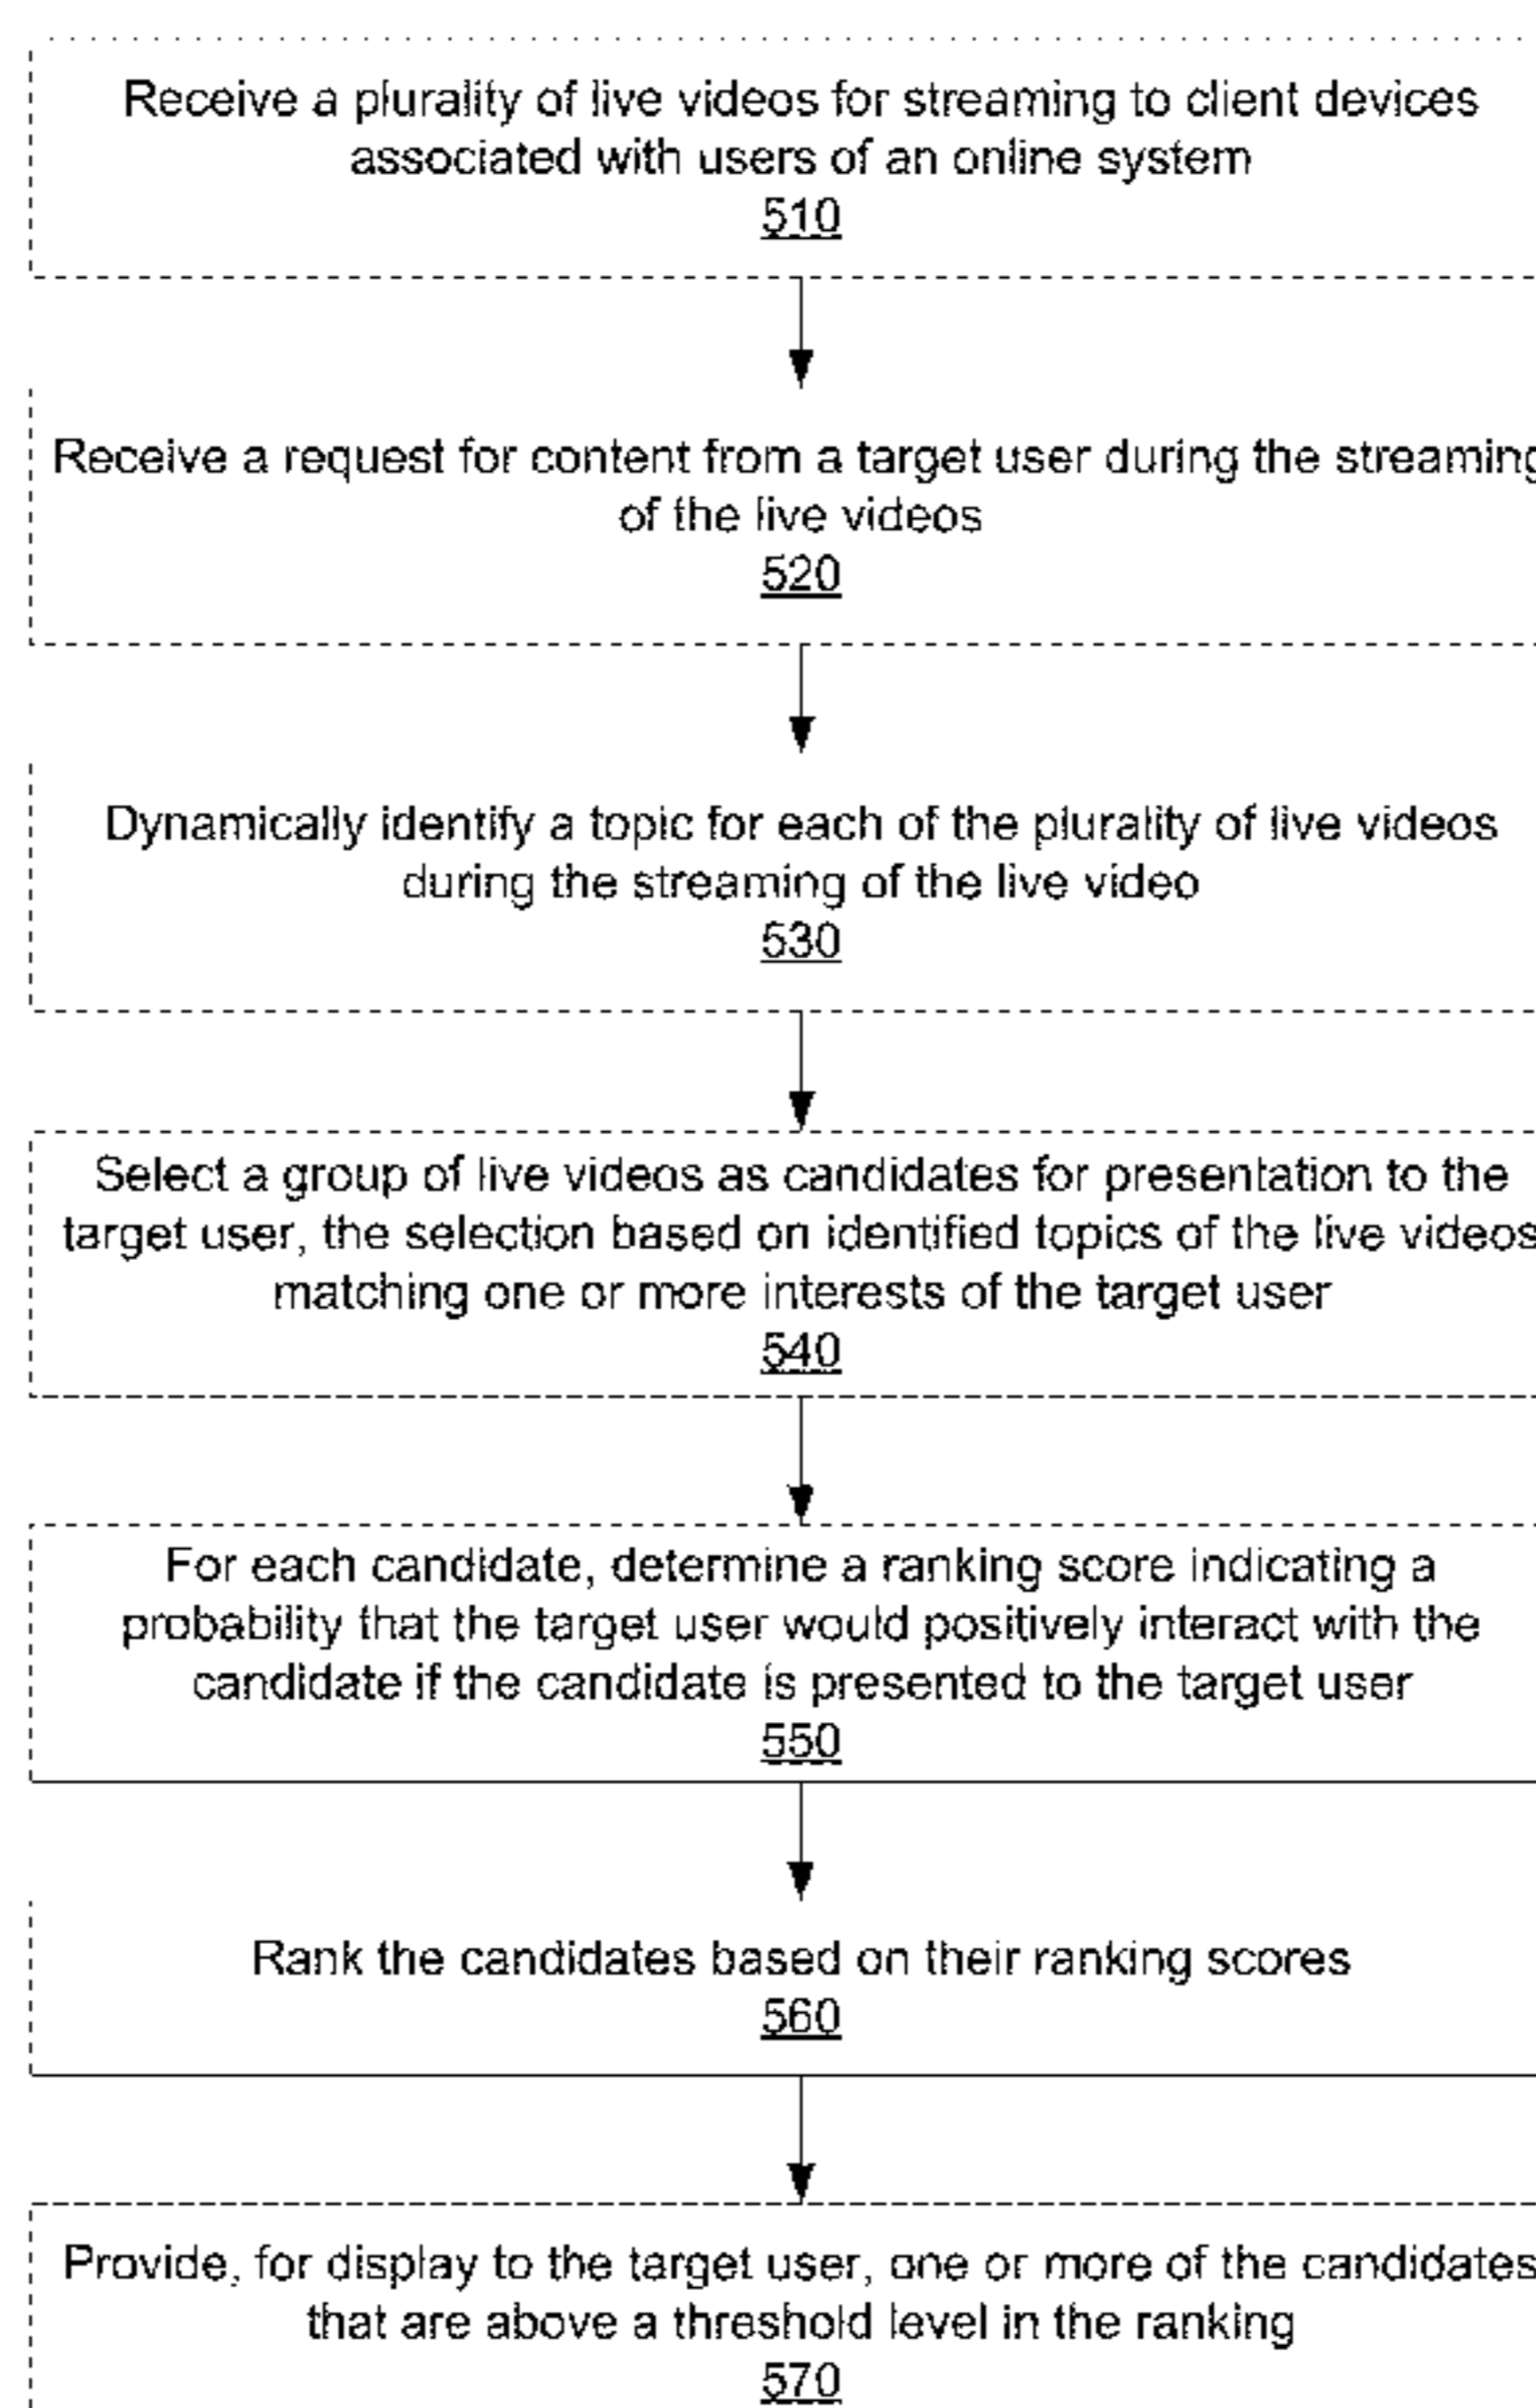 Receive a plurality of live videos for streaming to client devices
associated with users of an online system
510
Receive a request for content from a target user during the streaming
of the live videos
520
Dynamically identify a topic for each of the plurality of live videos
during the streaming of the live video
530
Select a group of live videos as candidates for presentation to the
target user, the selection based on identified topics of the live videos
matching one or more interests of the target user
540
For each candidate, determine a ranking score indicating a
probability that the target user would positively interact with the
candidate if the candidate is presented to the target user
550
Rank the candidates based on their ranking scores
560
Provide, for display to the target user, one or more of the candidates
that are above a threshold level in the ranking
570